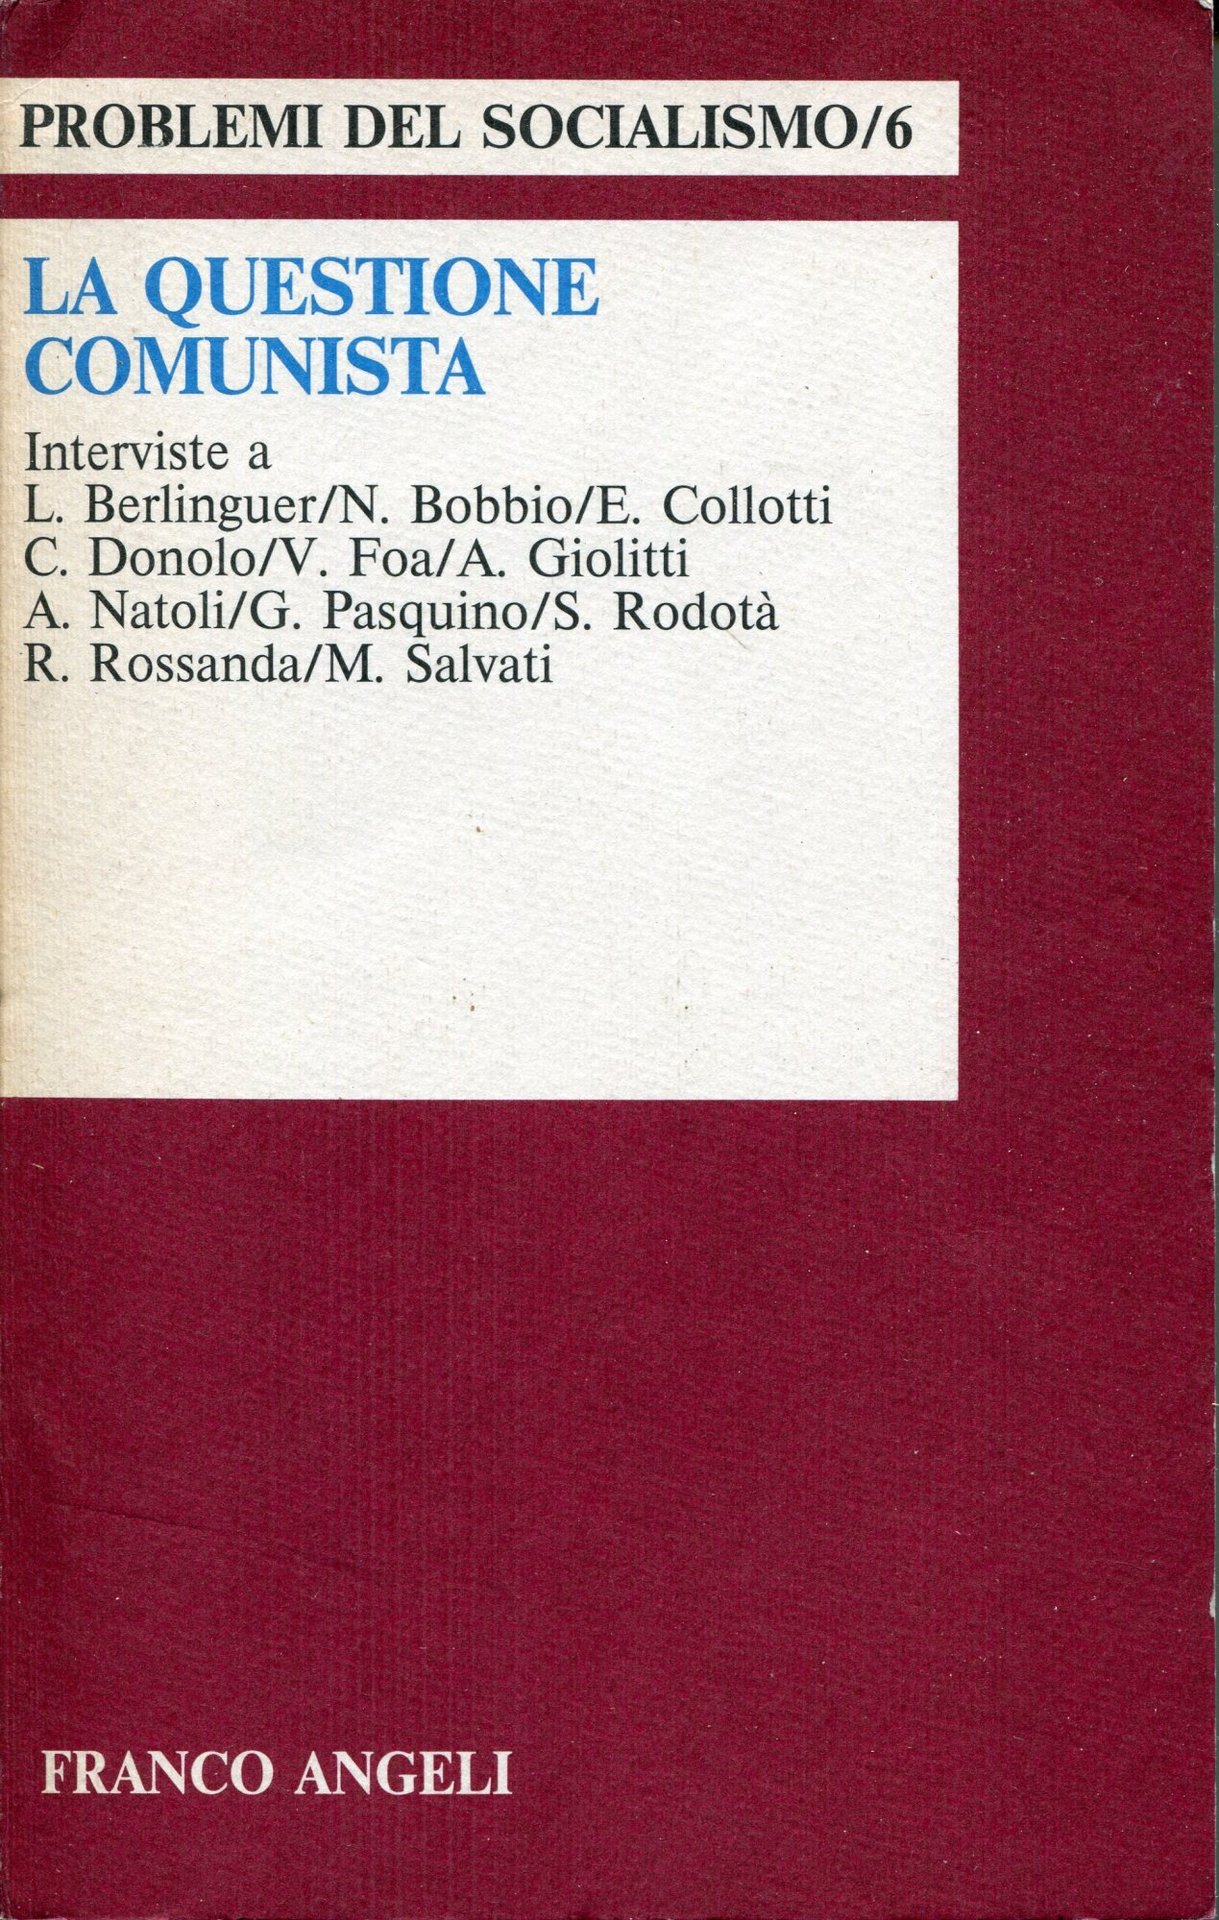 PROBLEMI DEL SOCIALISMO/6
LA QUESTIONE
COMUNISTA
Interviste a
L. Berlinguer/N. Bobbio/E. Collotti
C. Donolo/V. Foa/A. Giolitti
A. Natoli/G. Pasquino/S. Rodotà
R. Rossanda/M. Salvati
FRANCO ANGELI